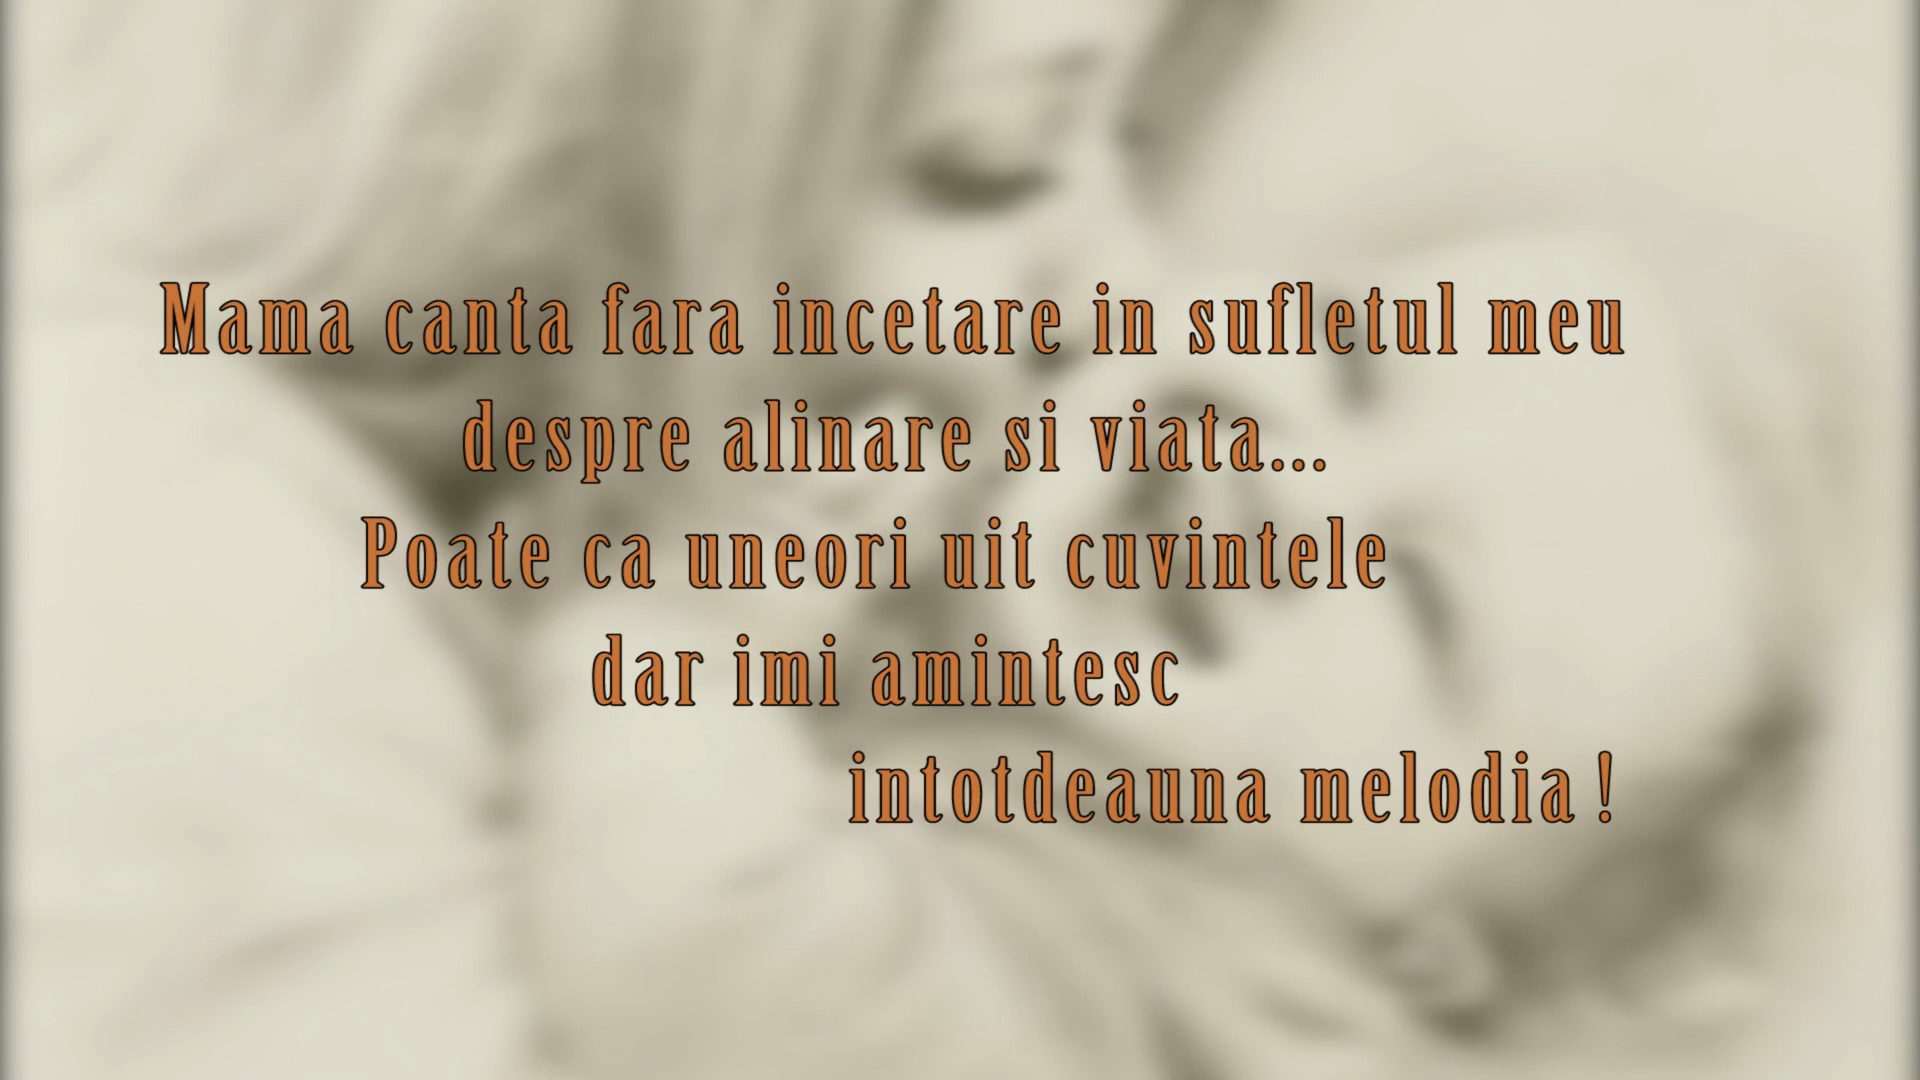 Mama canta fara incetare in sufletul meu
despre alinare si viata...
Poate ca uneori uit cuvintele
dar imi amintesc
intotdeauna melodia !